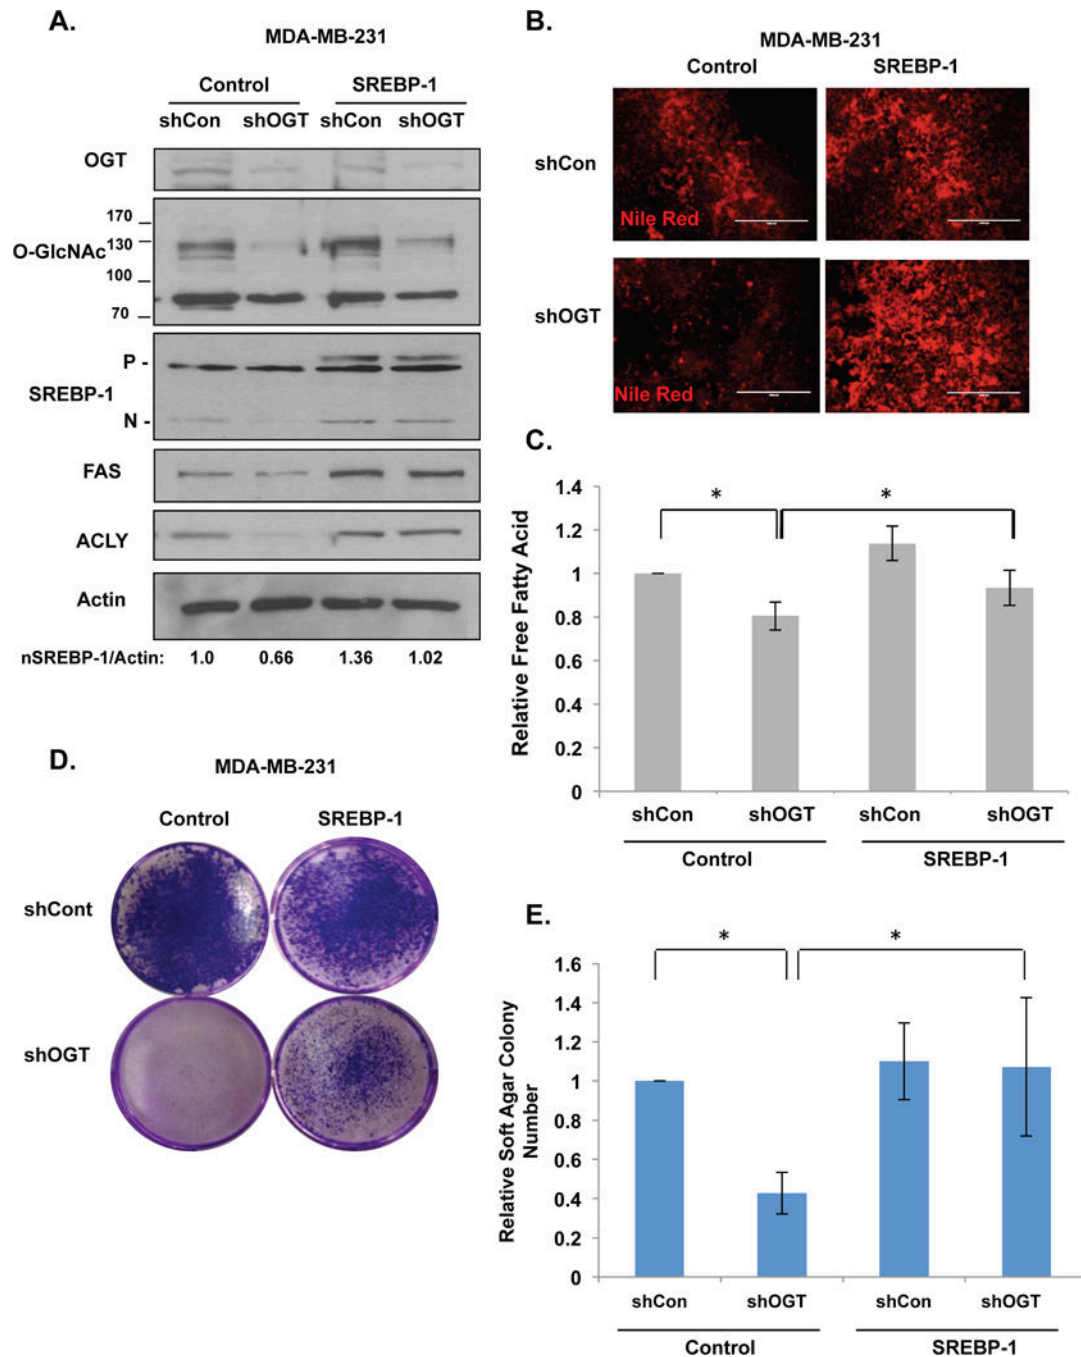 A.
MDA-MB-231
Control SREBP-1
shCon shOGT shCon shOGT
OGT
O-GlcNAc
170
130
100
70
SREBP-1
P -
N -
FAS
ACLY
Actin
nSREBP-1/Actin: 1.0 0.66 1.36 1.02
B.
MDA-MB-231
Control SREBP-1
shCon
Nile Red
shOGT
Nile Red
C.
Relative Free Fatty Acid
1.4
1.2
1
0.8
0.6
0.4
0.2
0
* *
shCon shOGT shCon shOGT
Control SREBP-1
D.
MDA-MB-231
Control SREBP-1
shCont
shOGT
E.
Relative Soft Agar Colony
Number
1.6
1.4
1.2
1
0.8
0.6
0.4
0.2
0
* *
shCon shOGT shCon shOGT
Control SREBP-1